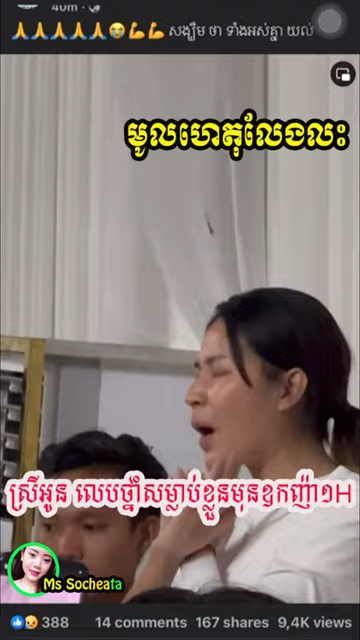 40m
🙏🙏🙏🙏🙏😭💪💪 សង្ឃឹម ថា ទាំងអស់គ្នា យល់
មូលហេតុលែងលះ
ស្រីអូន លេបថ្នាំសម្លាប់ខ្លួនមុនឧកញ៉ា១H
Ms Socheata
388 14 comments 167 shares 9,4K views